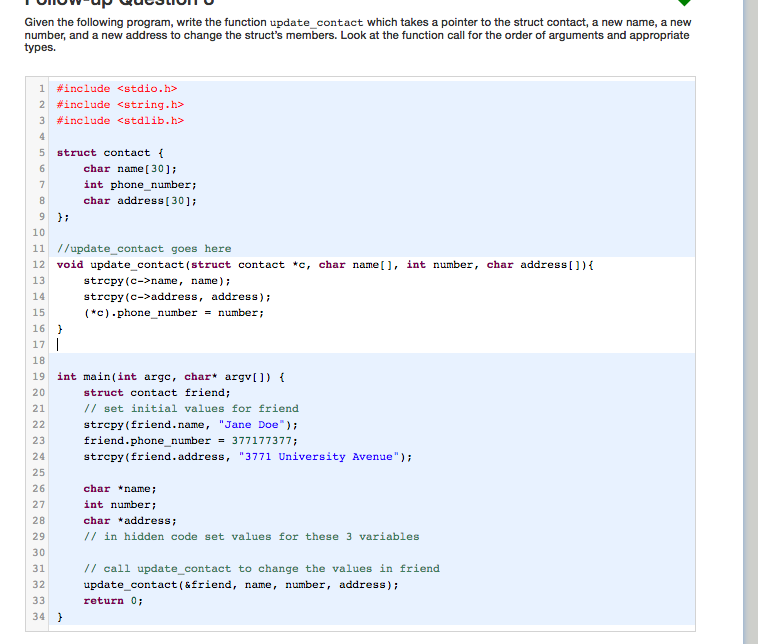 Follow-up Question 3
Given the following program, write the function update_contact which takes a pointer to the struct contact, a new name, a new
number, and a new address to change the struct's members. Look at the function call for the order of arguments and appropriate
types.
1 #include <stdio.h>
2 #include <string.h>
3 #include <stdlib.h>
4
5 struct contact {
6     char name[30];
7     int phone_number;
8     char address[30];
9 };
10
11 //update_contact goes here
12 void update_contact(struct contact *c, char name[], int number, char address[]){
13     strcpy(c->name, name);
14     strcpy(c->address, address);
15     (*c).phone_number = number;
16 }
17
18
19 int main(int argc, char* argv[]) {
20     struct contact friend;
21     // set initial values for friend
22     strcpy(friend.name, "Jane Doe");
23     friend.phone_number = 377177377;
24     strcpy(friend.address, "3771 University Avenue");
25
26     char *name;
27     int number;
28     char *address;
29     // in hidden code set values for these 3 variables
30
31     // call update_contact to change the values in friend
32     update_contact(&friend, name, number, address);
33     return 0;
34 }